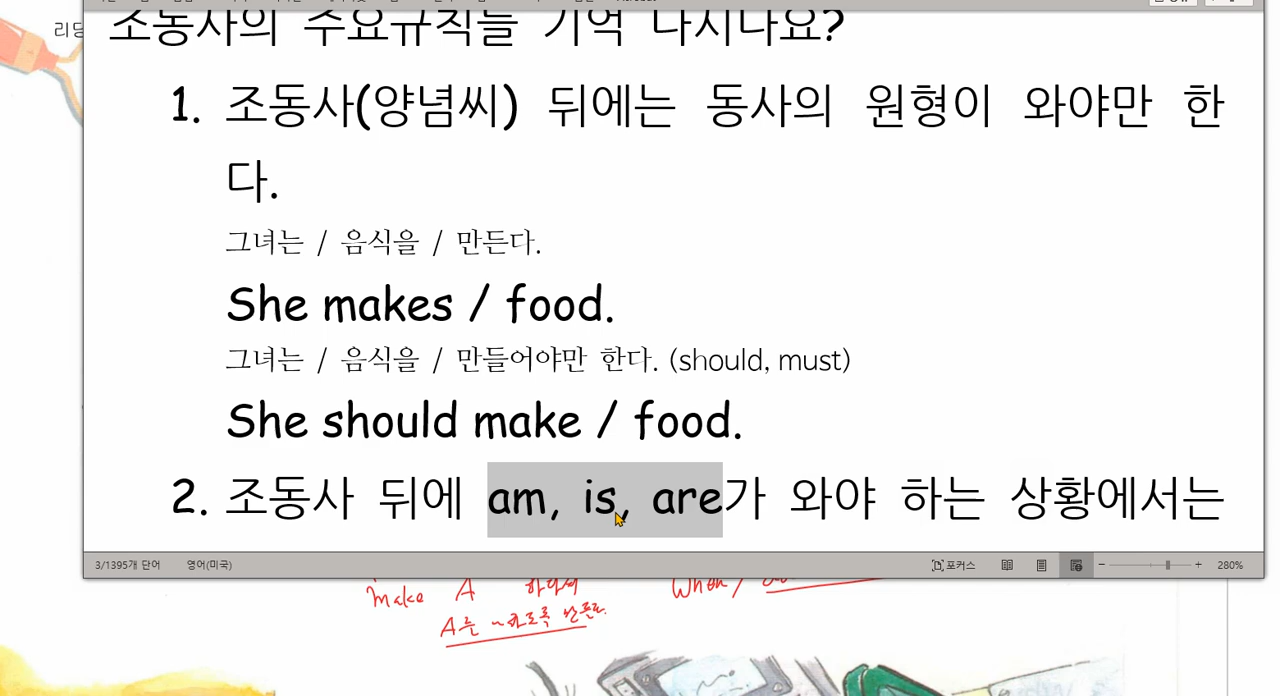 리딩
조동사의 주요규칙들 기억 나시나요?
1. 조동사(양념씨) 뒤에는 동사의 원형이 와야만 한
다.
그녀는 / 음식을 / 만든다.
She makes / food.
그녀는 / 음식을 / 만들어야만 한다. (should, must)
She should make / food.
2. 조동사 뒤에 am, is, are가 와야 하는 상황에서는
3/1395개 단어 영어(미국) 포커스 280%
make A 하다서 When /
A를 ~하도록 만든다.